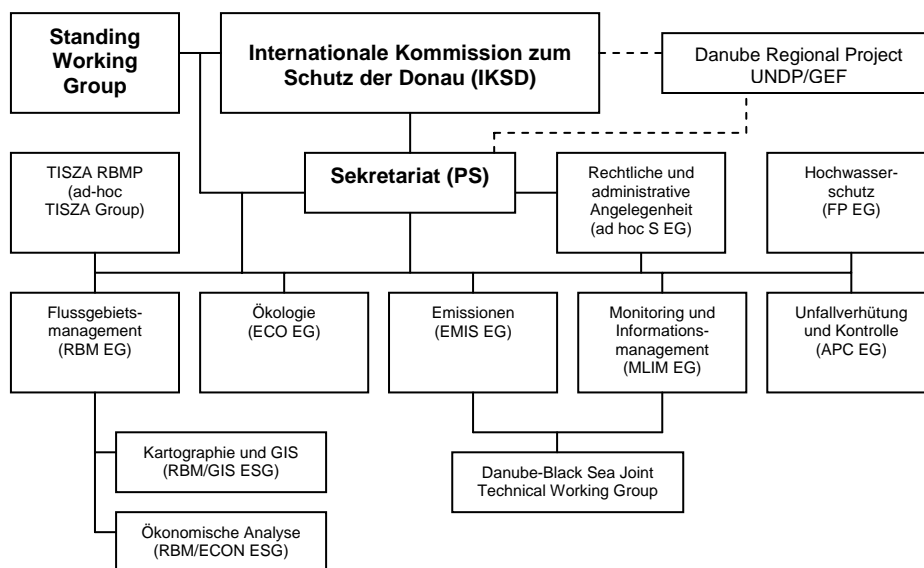 Standing
Working
Group
Internationale Kommission zum
Schutz der Donau (IKSD)
Danube Regional Project
UNDP/GEF
TISZA RBMP
(ad-hoc
TISZA Group)
Sekretariat (PS)
Rechtliche und
administrative
Angelegenheit
(ad hoc S EG)
Hochwasser-
schutz
(FP EG)
Flussgebiets-
management
(RBM EG)
Ökologie
(ECO EG)
Emissionen
(EMIS EG)
Monitoring und
Informations-
management
(MLIM EG)
Unfallverhütung
und Kontrolle
(APC EG)
Kartographie und GIS
(RBM/GIS ESG)
Danube-Black Sea Joint
Technical Working Group
Ökonomische Analyse
(RBM/ECON ESG)